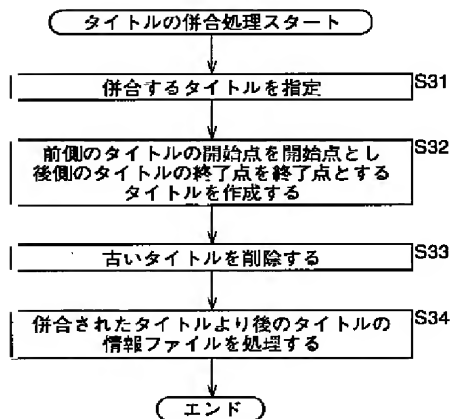 タイトルの併合処理スタート
併合するタイトルを指定
S31
前側のタイトルの開始点を開始点とし
後側のタイトルの終了点を終了点とする
タイトルを作成する
S32
古いタイトルを削除する
S33
併合されたタイトルより後のタイトルの
情報ファイルを処理する
S34
エンド